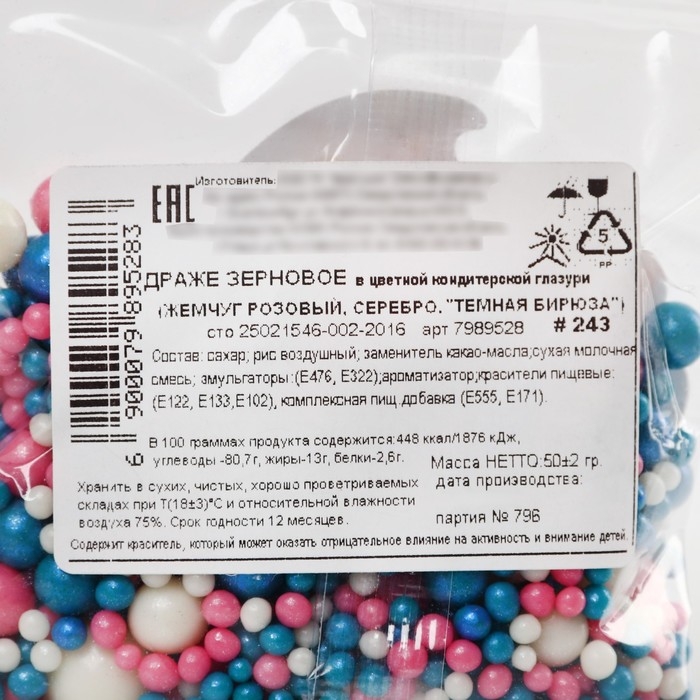 EAC
Изготовитель:
5
PP
ДРАЖЕ ЗЕРНОВОЕ в цветной кондитерской глазури
(ЖЕМЧУГ РОЗОВЫЙ, СЕРЕБРО, "ТЕМНАЯ БИРЮЗА")
сто 25021546-002-2016 арт 7989528 # 243
Состав: сахар; рис воздушный; заменитель какао-масла;сухая молочная
смесь; эмульгаторы:(Е476, Е322);ароматизатор;красители пищевые:
(Е122, Е133,Е102), комплексная пищ.добавка (Е555, Е171).
В 100 граммах продукта содержится:448 ккал/1876 кДж,
углеводы -80,7г, жиры-13г, белки-2,6г.
Масса НЕТТО:50±2 гр.
дата производства:
Хранить в сухих, чистых, хорошо проветриваемых
складах при Т(18±3)°С и относительной влажности
воздуха 75%. Срок годности 12 месяцев.
партия № 796
Содержит краситель, который может оказать отрицательное влияние на активность и внимание детей.
6 900079 895283